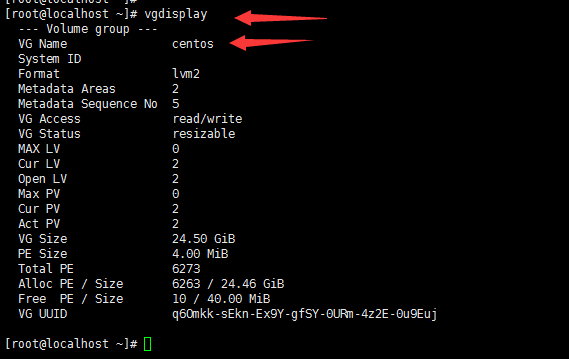 [root@localhost ~]#
[root@localhost ~]# vgdisplay
--- Volume group ---
VG Name centos
System ID
Format lvm2
Metadata Areas 2
Metadata Sequence No 5
VG Access read/write
VG Status resizable
MAX LV 0
Cur LV 2
Open LV 2
Max PV 0
Cur PV 2
Act PV 2
VG Size 24.50 GiB
PE Size 4.00 MiB
Total PE 6273
Alloc PE / Size 6263 / 24.46 GiB
Free PE / Size 10 / 40.00 MiB
VG UUID q6Omkk-sEkn-Ex9Y-gfSY-0URm-4z2E-0u9Euj
[root@localhost ~]#